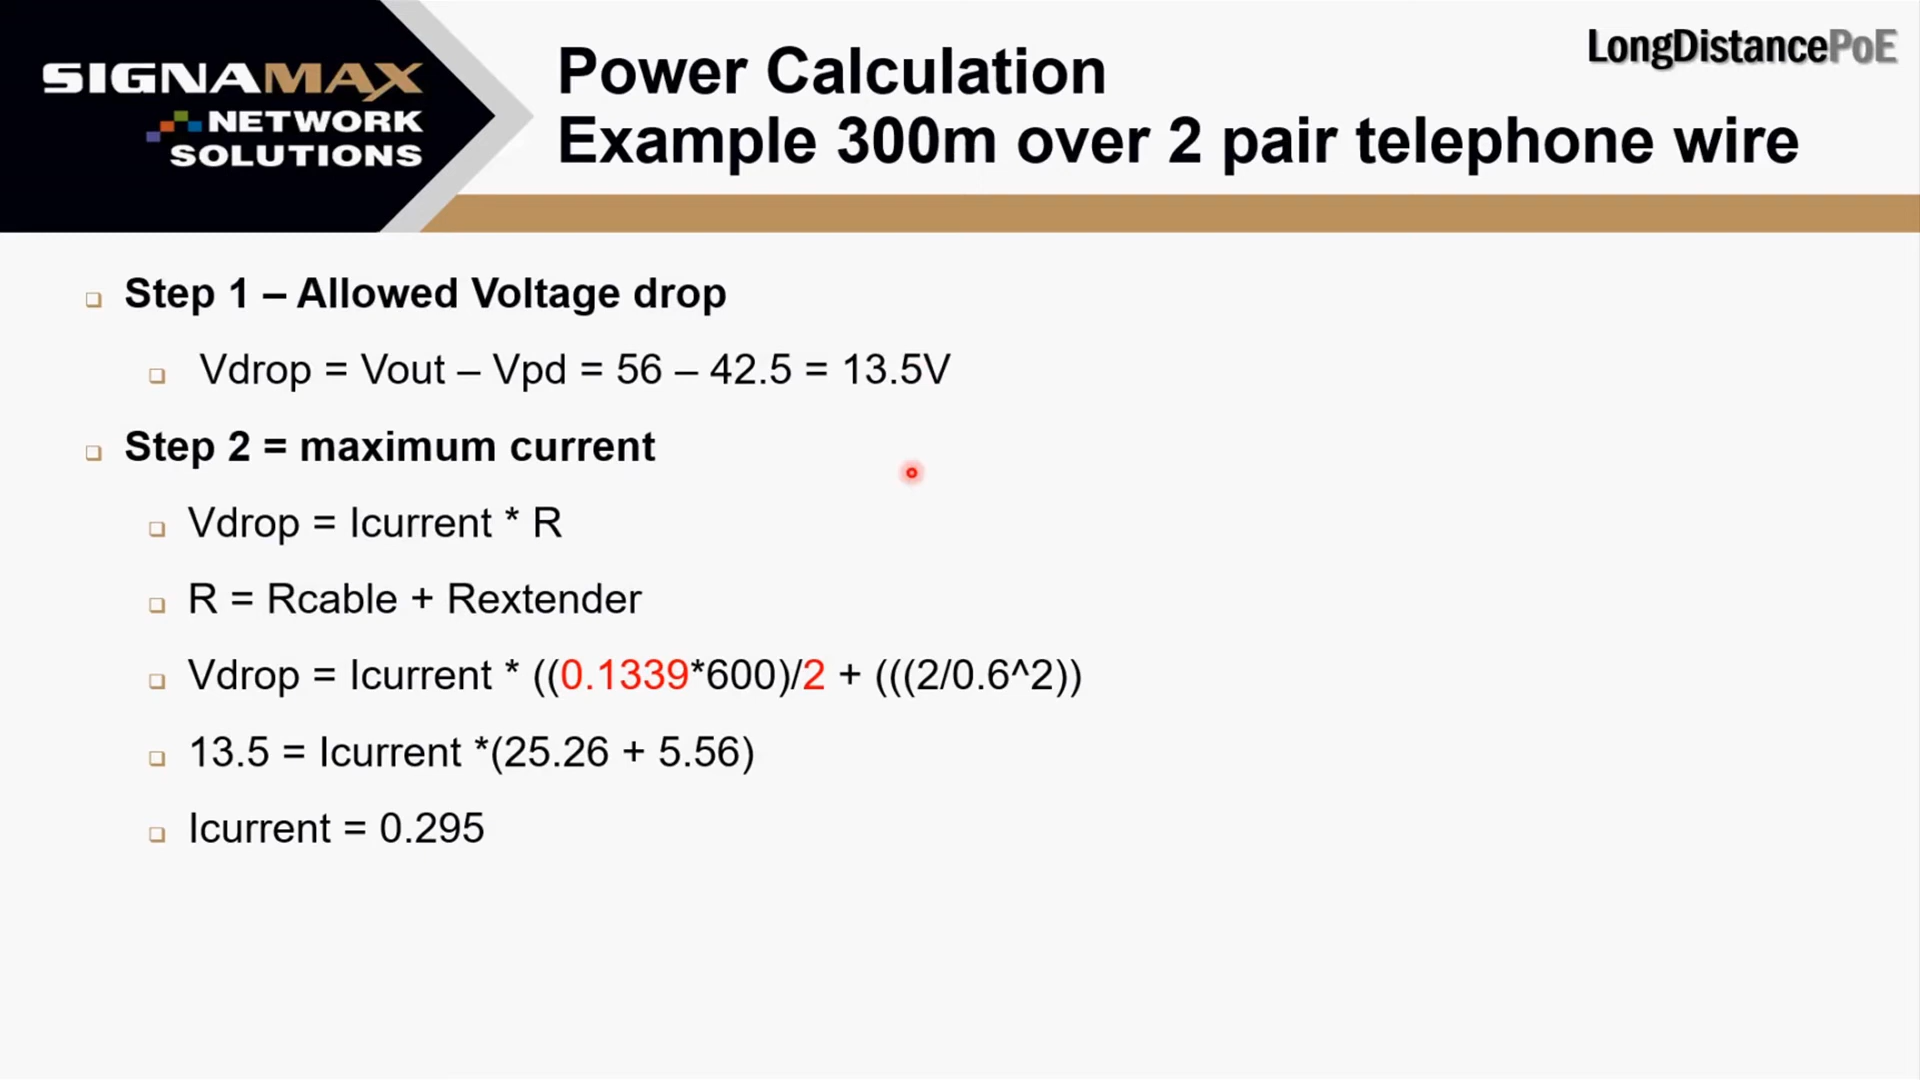 SIGNAMAX
NETWORK
SOLUTIONS
Power Calculation
Example 300m over 2 pair telephone wire
LongDistancePoE
Step 1 – Allowed Voltage drop
Vdrop = Vout – Vpd = 56 – 42.5 = 13.5V
Step 2 = maximum current
Vdrop = Icurrent * R
R = Rcable + Rextender
Vdrop = Icurrent * ((0.1339*600)/2 + (((2/0.6^2))
13.5 = Icurrent *(25.26 + 5.56)
Icurrent = 0.295